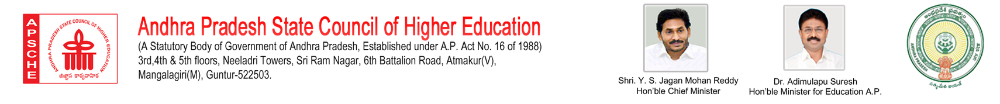 APSCHE
ANDHRA PRADESH STATE COUNCIL OF HIGHER EDUCATION
జిజ్ఞాస కార్యవాహిక
Andhra Pradesh State Council of Higher Education
(A Statutory Body of Government of Andhra Pradesh, Established under A.P. Act No. 16 of 1988)
3rd,4th & 5th floors, Neeladri Towers, Sri Ram Nagar, 6th Battalion Road, Atmakur(V),
Mangalagiri(M), Guntur-522503.
Shri. Y. S. Jagan Mohan Reddy
Hon'ble Chief Minister
Dr. Adimulapu Suresh
Hon'ble Minister for Education A.P.
ఆంధ్రప్రదేశ్ ప్రభుత్వం
ANDHRA PRADESH
సత్యమేవ జయతే